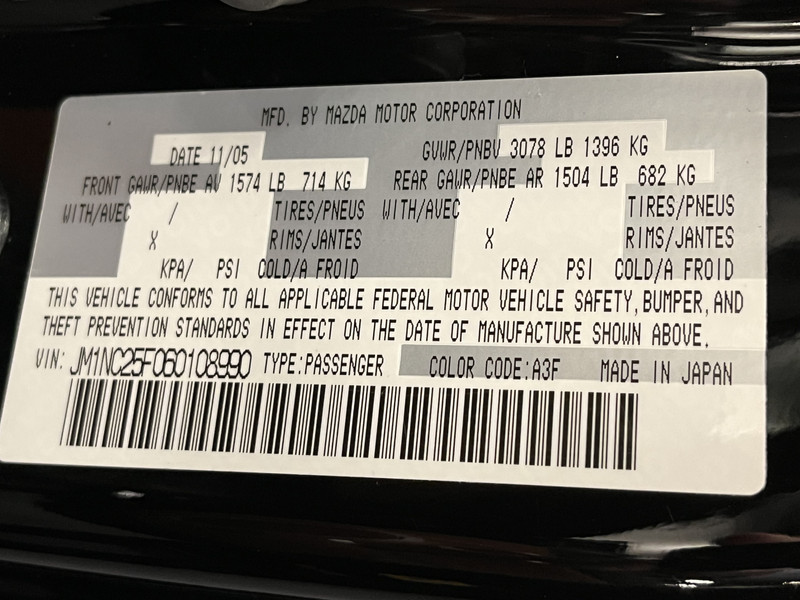 MFD. BY MAZDA MOTOR CORPORATION
DATE 11/05 GVWR/PNBV 3078 LB 1396 KG
FRONT GAWR/PNBE AV 1574 LB 714 KG REAR GAWR/PNBE AR 1504 LB 682 KG
WITH/AVEC / TIRES/PNEUS WITH/AVEC / TIRES/PNEUS
X RIMS/JANTES X RIMS/JANTES
KPA/ PSI COLD/A FROID KPA/ PSI COLD/A FROID
THIS VEHICLE CONFORMS TO ALL APPLICABLE FEDERAL MOTOR VEHICLE SAFETY, BUMPER, AND
THEFT PREVENTION STANDARDS IN EFFECT ON THE DATE OF MANUFACTURE SHOWN ABOVE.
VIN: JM1NC25F060108990 TYPE:PASSENGER COLOR CODE:A3F MADE IN JAPAN